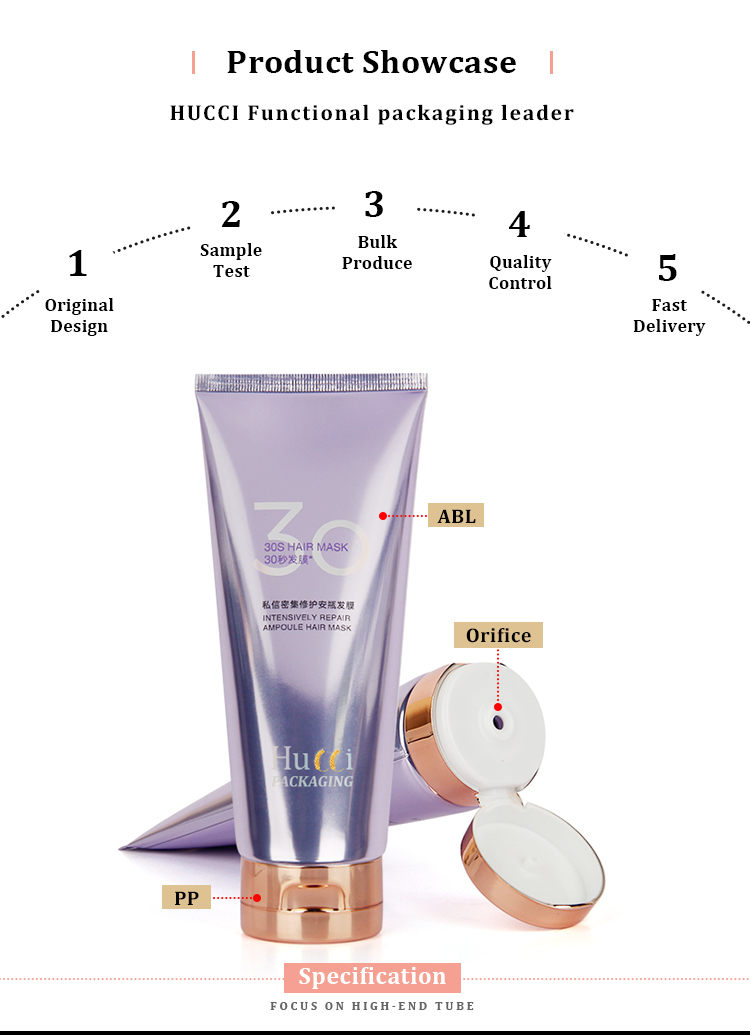 Product Showcase
HUCCI Functional packaging leader
1
Original
Design
2
Sample
Test
3
Bulk
Produce
4
Quality
Control
5
Fast
Delivery
30
30S HAIR MASK
30秒发膜*
私信密集修护安瓶发膜
INTENSIVELY REPAIR
AMPOULE HAIR MASK
Hucci
PACKAGING
ABL
Orifice
PP
Specification
FOCUS ON HIGH-END TUBE